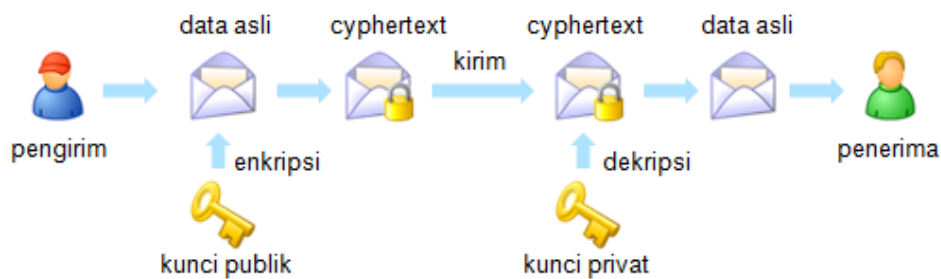 data asli
cyphertext
cyphertext
data asli
kirim
pengirim
enkripsi
dekripsi
penerima
kunci publik
kunci privat